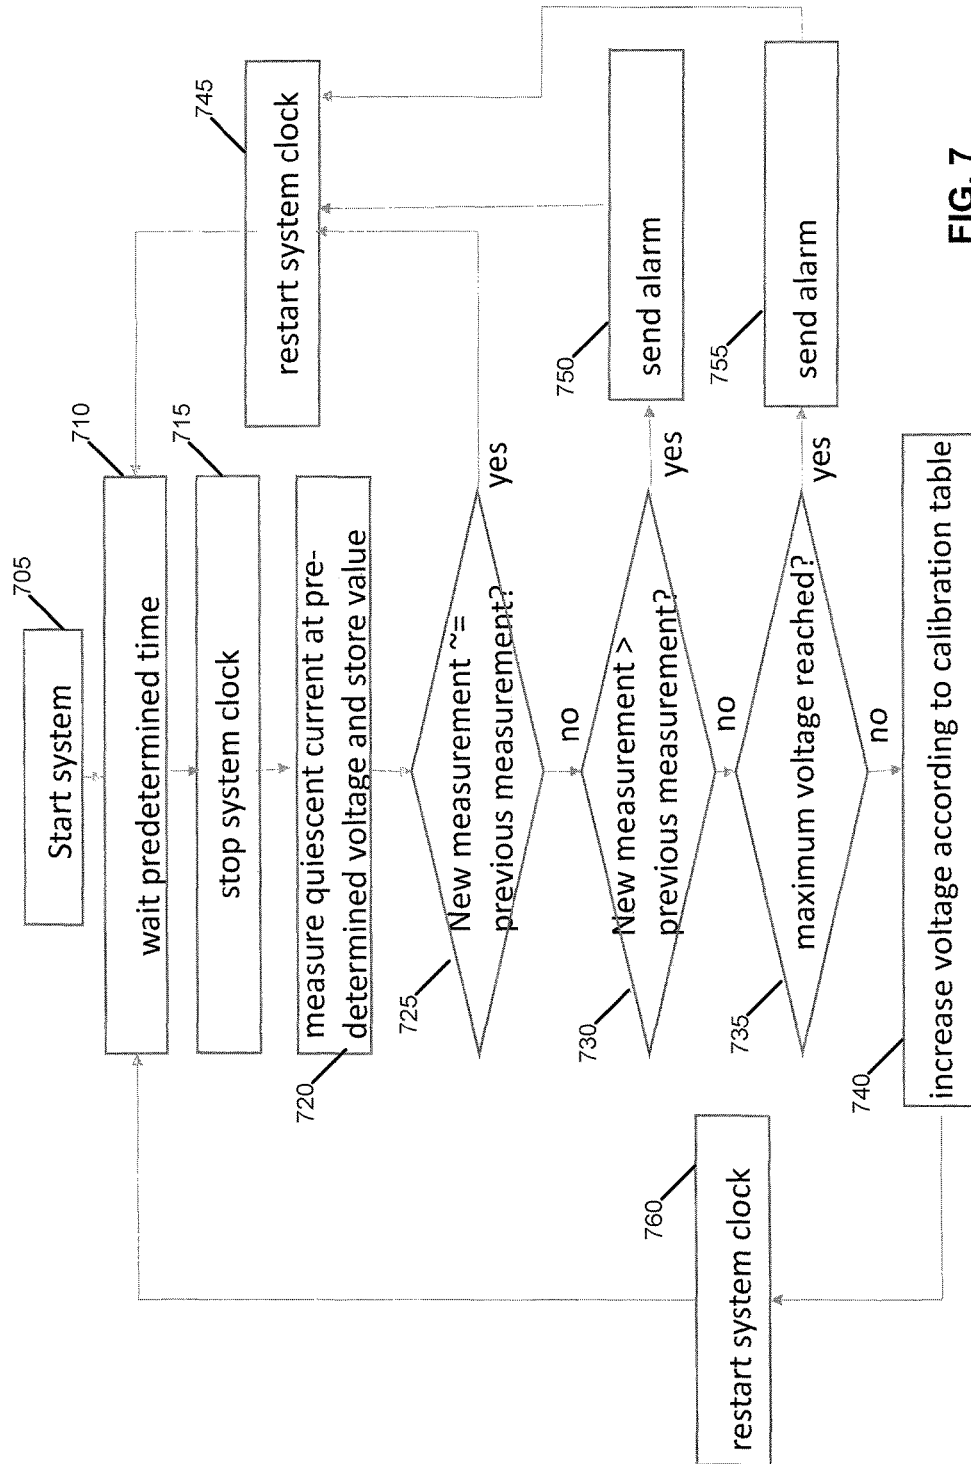 705
Start system
710
wait predetermined time
715
stop system clock
measure quiescent current at pre-
determined voltage and store value
720
New measurement ~=
previous measurement?
725
yes
no
New measurement >
previous measurement?
730
yes
no
maximum voltage reached?
735
yes
no
740
increase voltage according to calibration table
745
restart system clock
750
send alarm
755
send alarm
760
restart system clock
FIG. 7